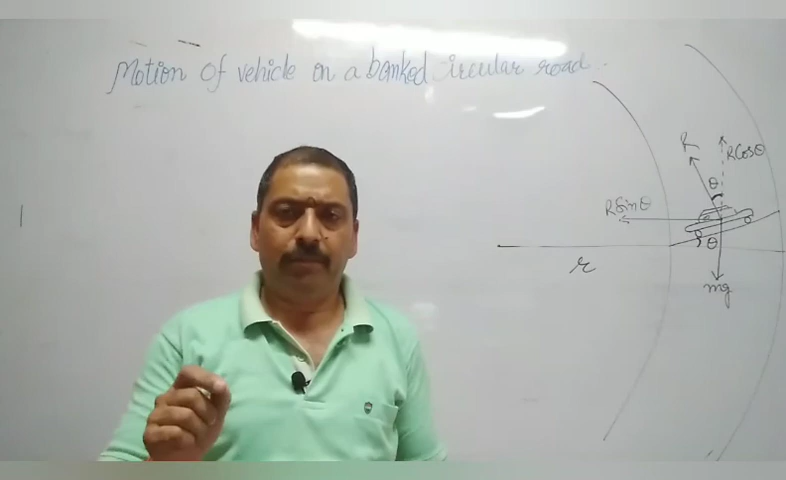 Motion of vehicle on a banked circular road.
R
RCosθ
θ
RSinθ
θ
r
mg